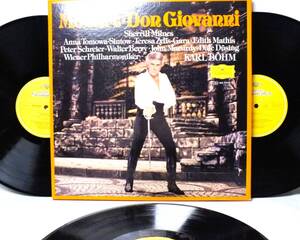 Mozart: Don Giovanni
Sherrill Milnes
Anna Tomowa-Sintow · Teresa Zylis-Gara · Edith Mathis
Peter Schreier · Walter Berry · John Macurdy · Dale Düsing
Wiener Philharmoniker
KARL BÖHM